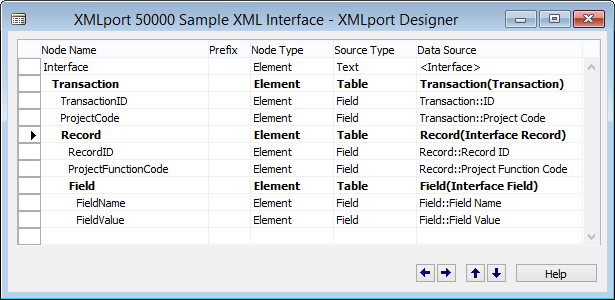 XMLport 50000 Sample XML Interface - XMLport Designer
Node Name Prefix Node Type Source Type Data Source
Interface Element Text <Interface>
Transaction Element Table Transaction(Transaction)
TransactionID Element Field Transaction::ID
ProjectCode Element Field Transaction::Project Code
Record Element Table Record(Interface Record)
RecordID Element Field Record::Record ID
ProjectFunctionCode Element Field Record::Project Function Code
Field Element Table Field(Interface Field)
FieldName Element Field Field::Field Name
FieldValue Element Field Field::Field Value
Help